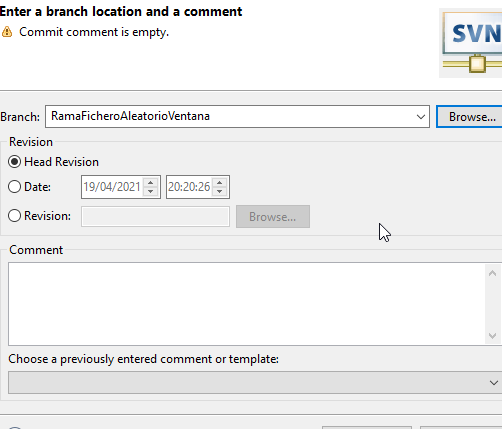 Enter a branch location and a comment
Commit comment is empty.
SVN
Branch: RamaFicheroAleatorioVentana Browse...
Revision
Head Revision
Date: 19/04/2021 20:20:26
Revision: Browse...
Comment
Choose a previously entered comment or template: